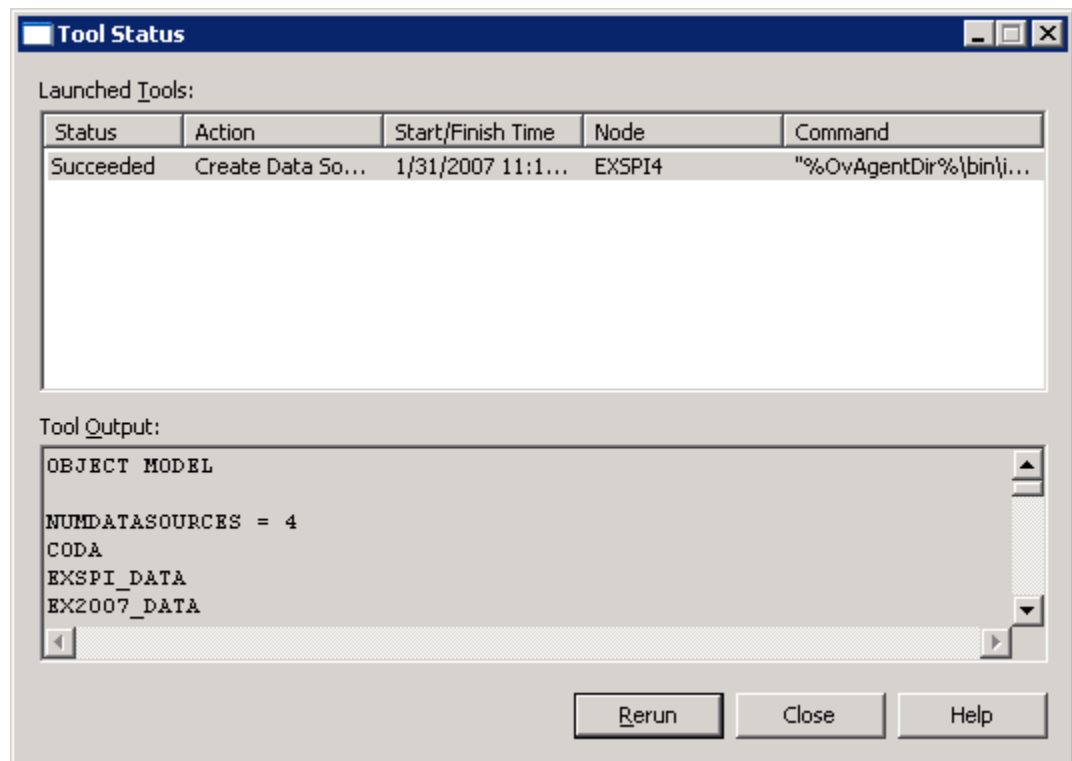 Tool Status
Launched Tools:
Status Action Start/Finish Time Node Command
Succeeded Create Data So... 1/31/2007 11:1... EXSPI4 "%OvAgentDir%\bin\i...
Tool Output:
OBJECT MODEL
NUMDATASOURCES = 4
CODA
EXSPI_DATA
EX2007_DATA
Rerun Close Help